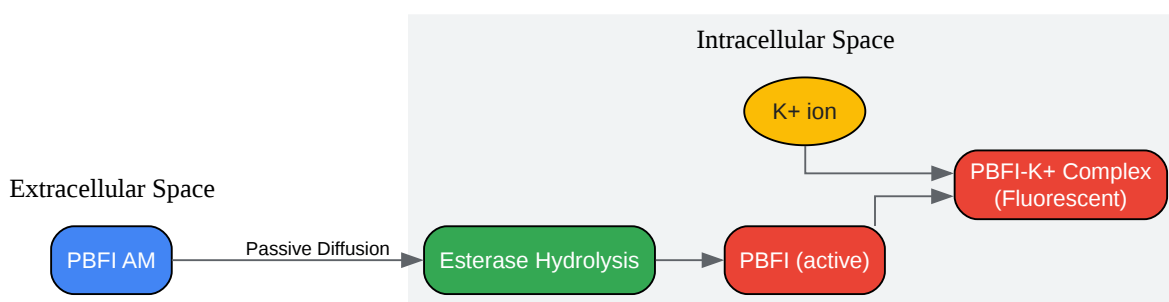 Intracellular Space
K+ ion
PBFI-K+ Complex
(Fluorescent)
Extracellular Space
PBFI AM
Passive Diffusion
Esterase Hydrolysis
PBFI (active)